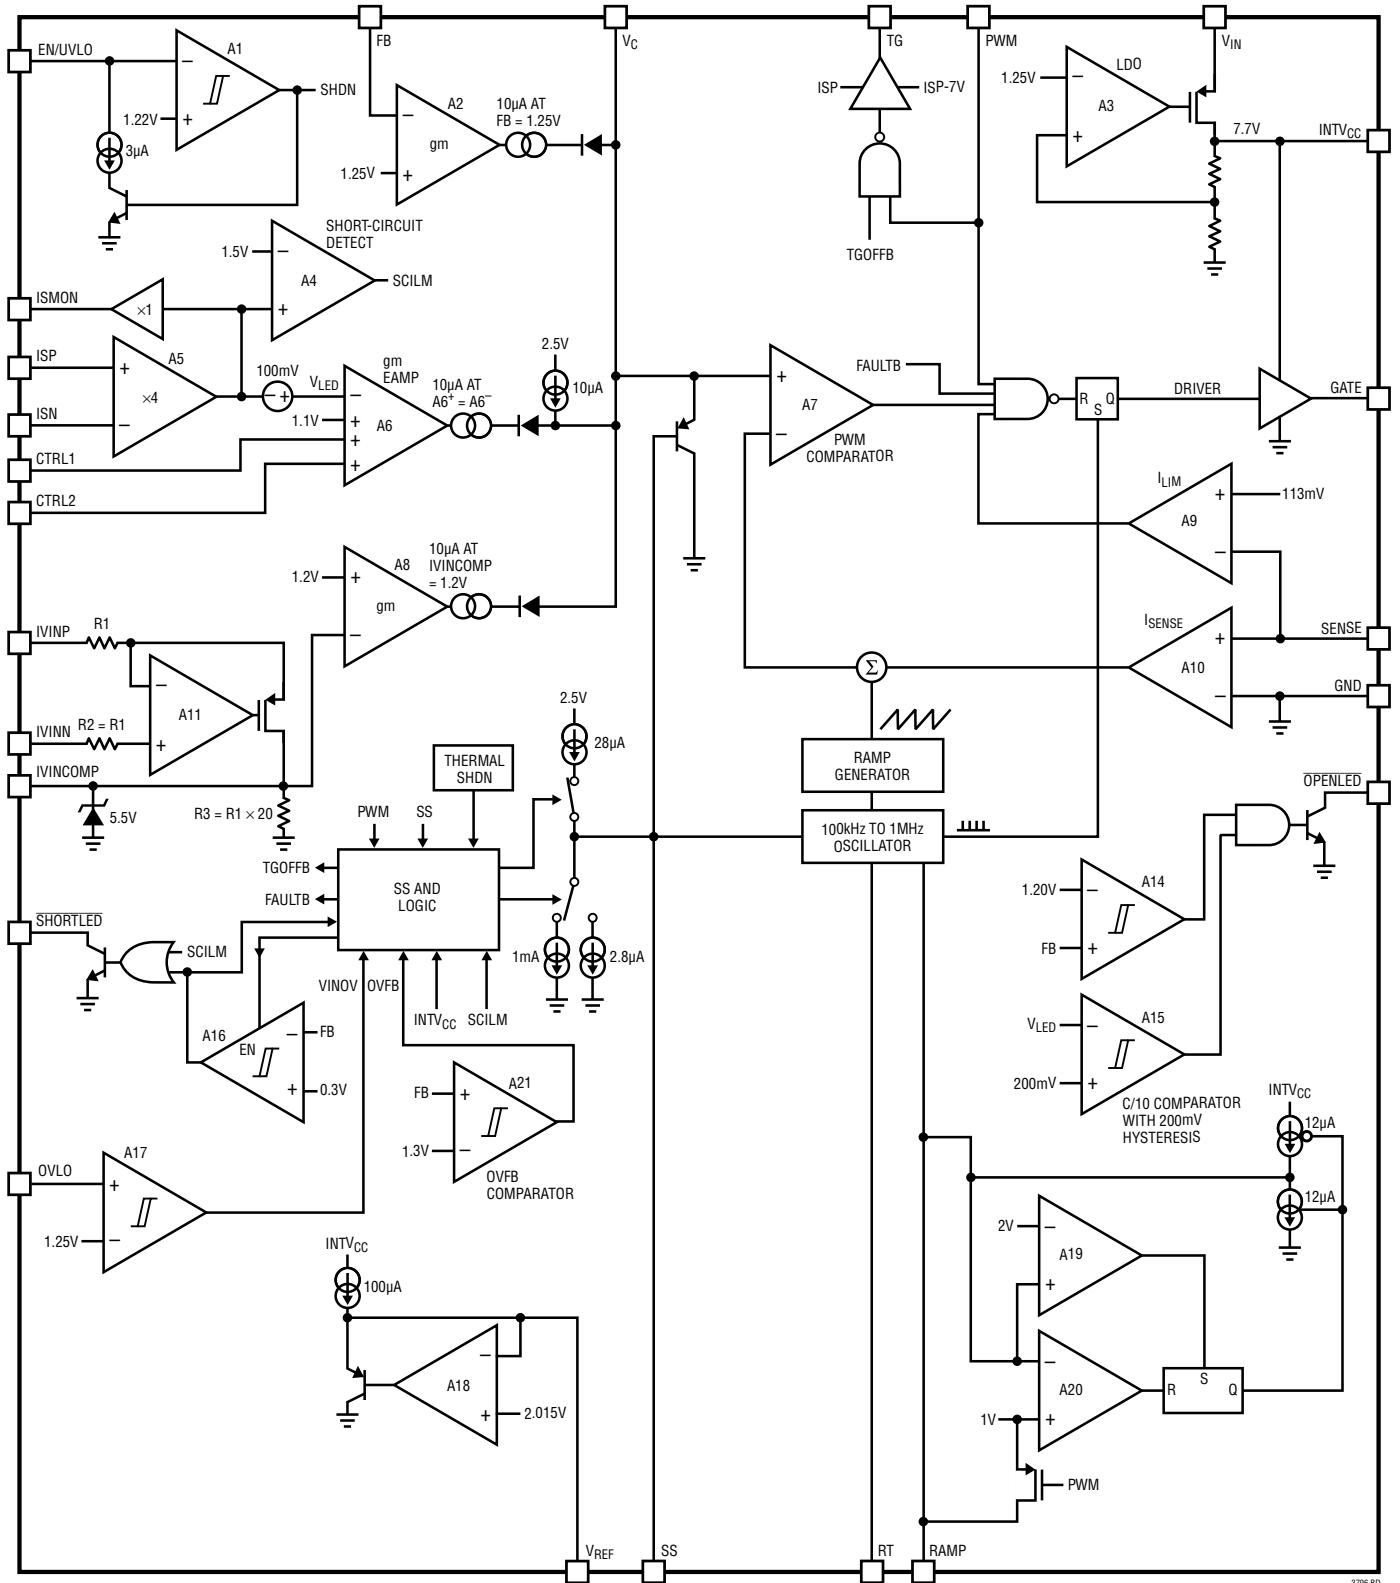 FB
VC
TG
PWM
VIN
EN/UVLO
A1
SHDN
1.22V
3µA
A2
gm
10µA AT
FB = 1.25V
1.25V
ISP
ISP-7V
TGOFFB
LDO
1.25V
A3
7.7V
INTVCC
SHORT-CIRCUIT
DETECT
1.5V
A4
SCILM
ISMON
×1
ISP
A5
×4
ISN
CTRL1
CTRL2
100mV
VLED
gm
EAMP
1.1V
A6
10µA AT
A6+ = A6–
2.5V
10µA
A7
PWM
COMPARATOR
FAULTB
R
S
Q
DRIVER
GATE
ILIM
A9
113mV
A8
gm
1.2V
10µA AT
IVINCOMP
= 1.2V
ISENSE
A10
SENSE
GND
IVINP
R1
A11
IVINN
R2 = R1
IVINCOMP
5.5V
R3 = R1 × 20
Σ
RAMP
GENERATOR
100kHz TO 1MHz
OSCILLATOR
2.5V
28µA
THERMAL
SHDN
PWM
SS
TGOFFB
FAULTB
SS AND
LOGIC
1mA
2.8µA
VINOV
OVFB
INTVCC
SCILM
OPENLED
1.20V
A14
FB
VLED
A15
200mV
C/10 COMPARATOR
WITH 200mV
HYSTERESIS
SHORTLED
SCILM
A16
EN
FB
0.3V
FB
A21
1.3V
OVFB
COMPARATOR
OVLO
A17
1.25V
INTVCC
12µA
12µA
2V
A19
A20
1V
R
S
Q
PWM
INTVCC
100µA
A18
2.015V
VREF
SS
RT
RAMP
3796 BD